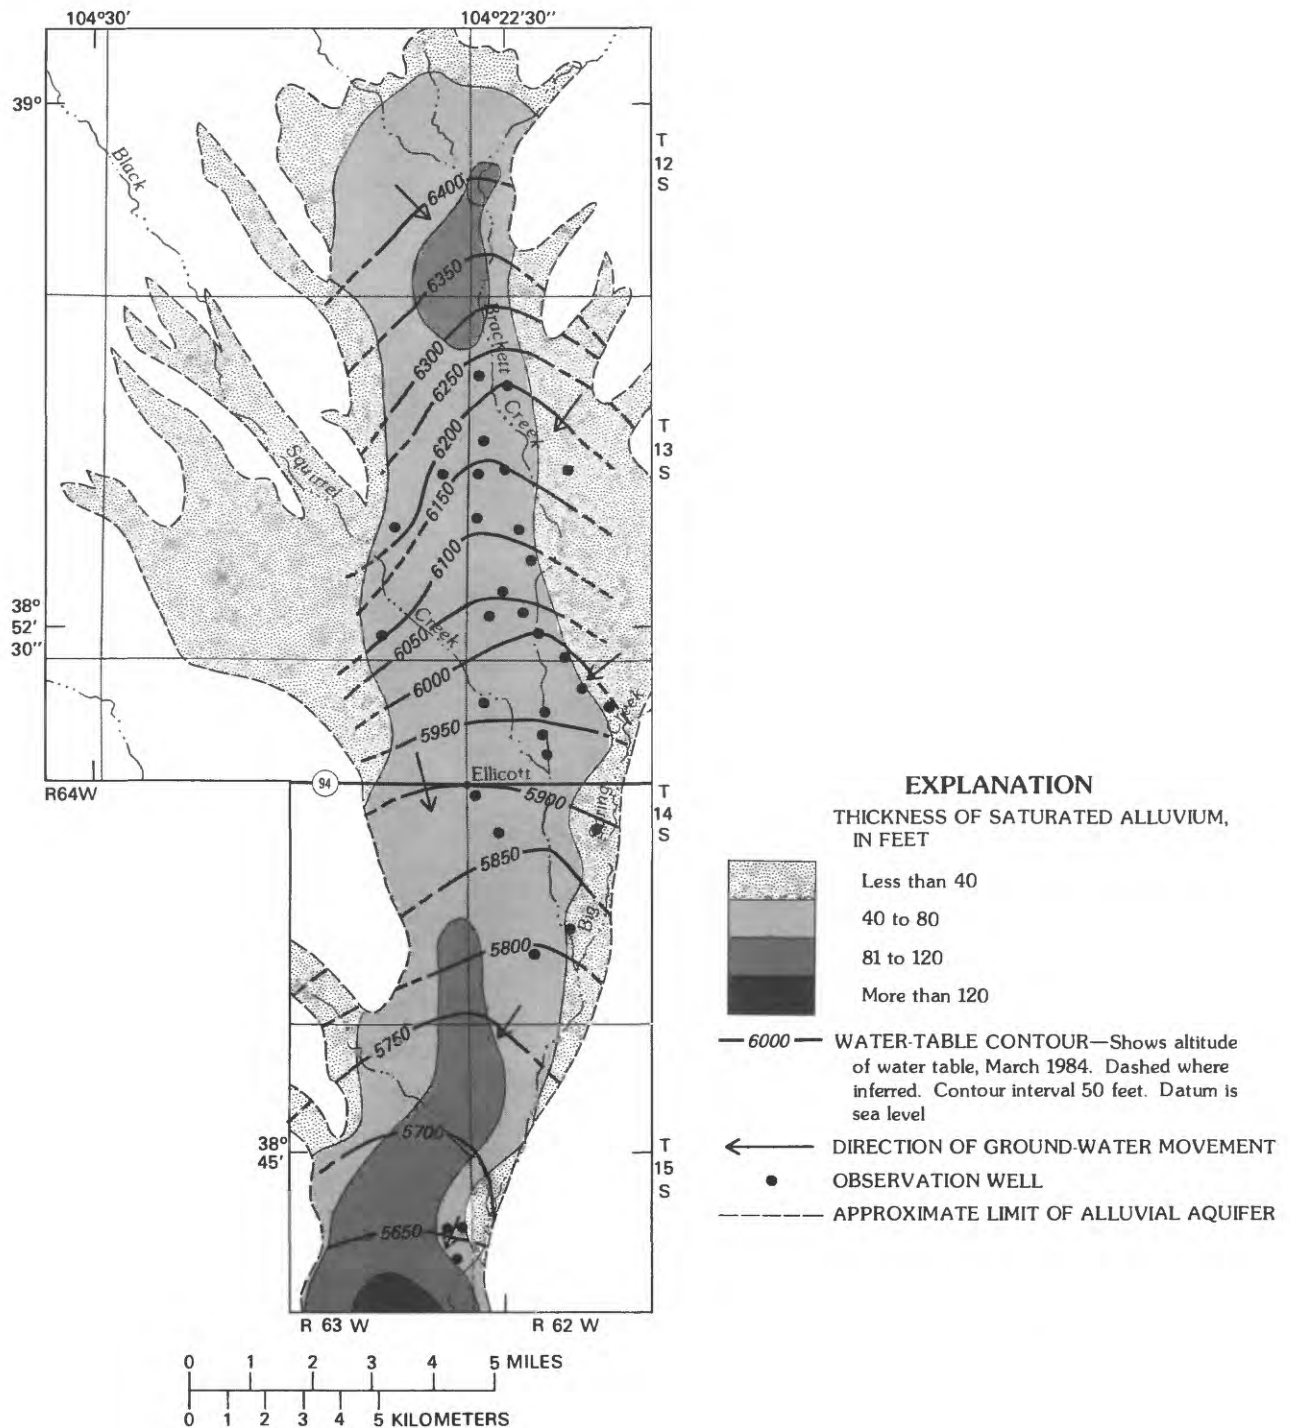 104°30'
104°22'30''
39°
T
12
S
Black
6400
6350
Brackett
6300
6250
Creek
6200
T
13
S
Squirrel
6150
6100
38°
52'
30''
Creek
6050
6000
Creek
5950
94
Ellicott
5900
Spring
R64W
T
14
S
5850
Big
5800
5750
5700
38°
45'
T
15
S
5650
R 63 W
R 62 W
0 1 2 3 4 5 MILES
0 1 2 3 4 5 KILOMETERS
EXPLANATION
THICKNESS OF SATURATED ALLUVIUM,
IN FEET
Less than 40
40 to 80
81 to 120
More than 120
6000 WATER-TABLE CONTOUR—Shows altitude
of water table, March 1984. Dashed where
inferred. Contour interval 50 feet. Datum is
sea level
DIRECTION OF GROUND-WATER MOVEMENT
OBSERVATION WELL
APPROXIMATE LIMIT OF ALLUVIAL AQUIFER